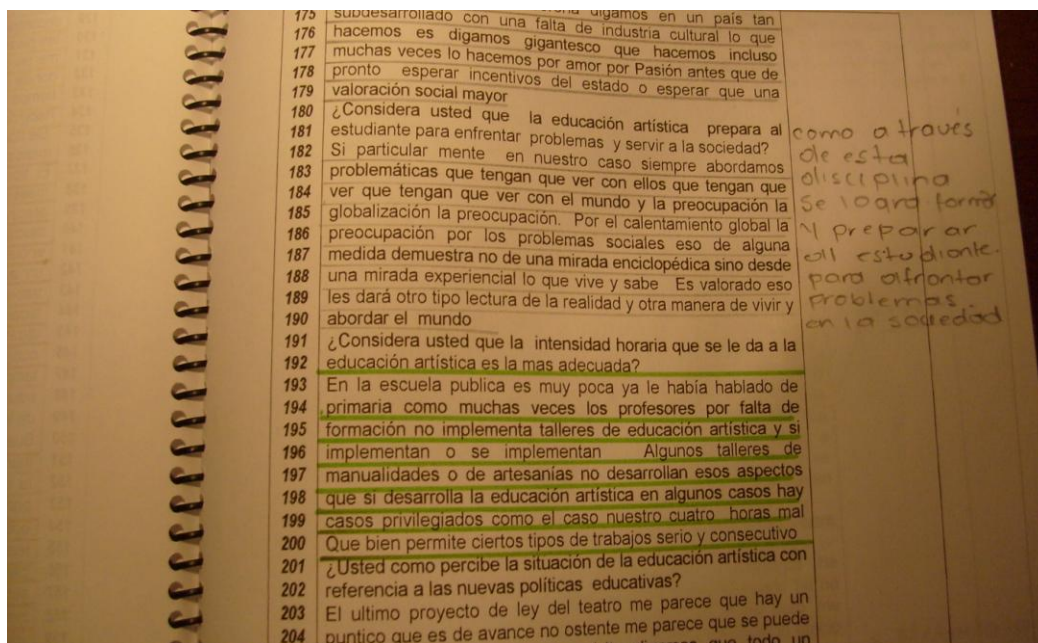 175 subdesarrollado con una falta de industria cultural lo que
176 hacemos es digamos gigantesco que hacemos incluso
177 muchas veces lo hacemos por amor por Pasión antes que de
178 pronto esperar incentivos del estado o esperar que una
179 valoración social mayor
180 ¿Considera usted que la educación artística prepara al
181 estudiante para enfrentar problemas y servir a la sociedad?
182 Si particular mente en nuestro caso siempre abordamos
183 problemáticas que tengan que ver con ellos que tengan que
184 ver que tengan que ver con el mundo y la preocupación la
185 globalización la preocupación. Por el calentamiento global la
186 preocupación por los problemas sociales eso de alguna
187 medida demuestra no de una mirada enciclopédica sino desde
188 una mirada experiencial lo que vive y sabe Es valorado eso
189 les dará otro tipo lectura de la realidad y otra manera de vivir y
190 abordar el mundo
191 ¿Considera usted que la intensidad horaria que se le da a la
192 educación artística es la mas adecuada?
193 En la escuela publica es muy poca ya le había hablado de
194 primaria como muchas veces los profesores por falta de
195 formación no implementa talleres de educación artística y si
196 implementan o se implementan Algunos talleres de
197 manualidades o de artesanías no desarrollan esos aspectos
198 que si desarrolla la educación artística en algunos casos hay
199 casos privilegiados como el caso nuestro cuatro horas mal
200 Que bien permite ciertos tipos de trabajos serio y consecutivo
201 ¿Usted como percibe la situación de la educación artística con
202 referencia a las nuevas políticas educativas?
203 El ultimo proyecto de ley del teatro me parece que hay un
204 puntico que es de avance no ostente me parece que se puede
como a través
de esta
disciplina
se
y preparar
al estudiante.
para afrontar
problemas.
en la sociedad